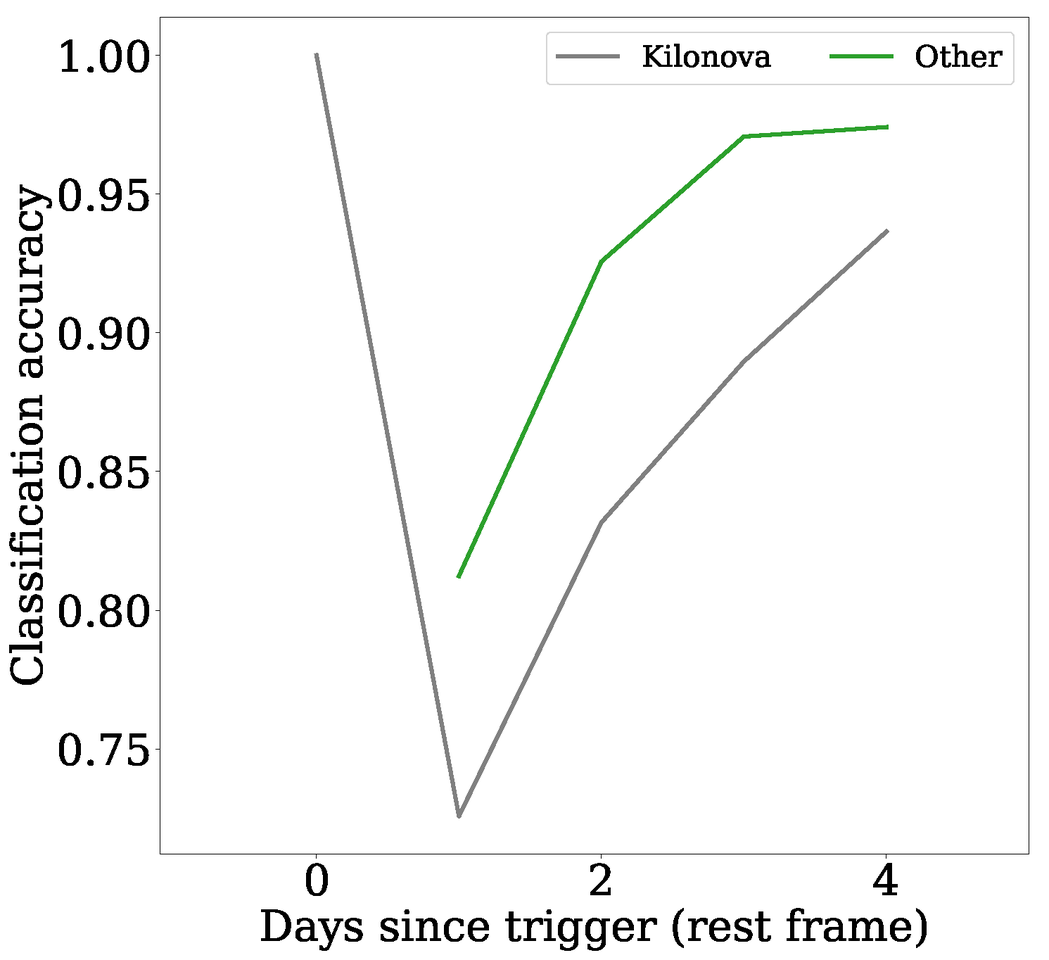 Kilonova Other
1.00
0.95
0.90
0.85
0.80
0.75
Classification accuracy
0 2 4
Days since trigger (rest frame)